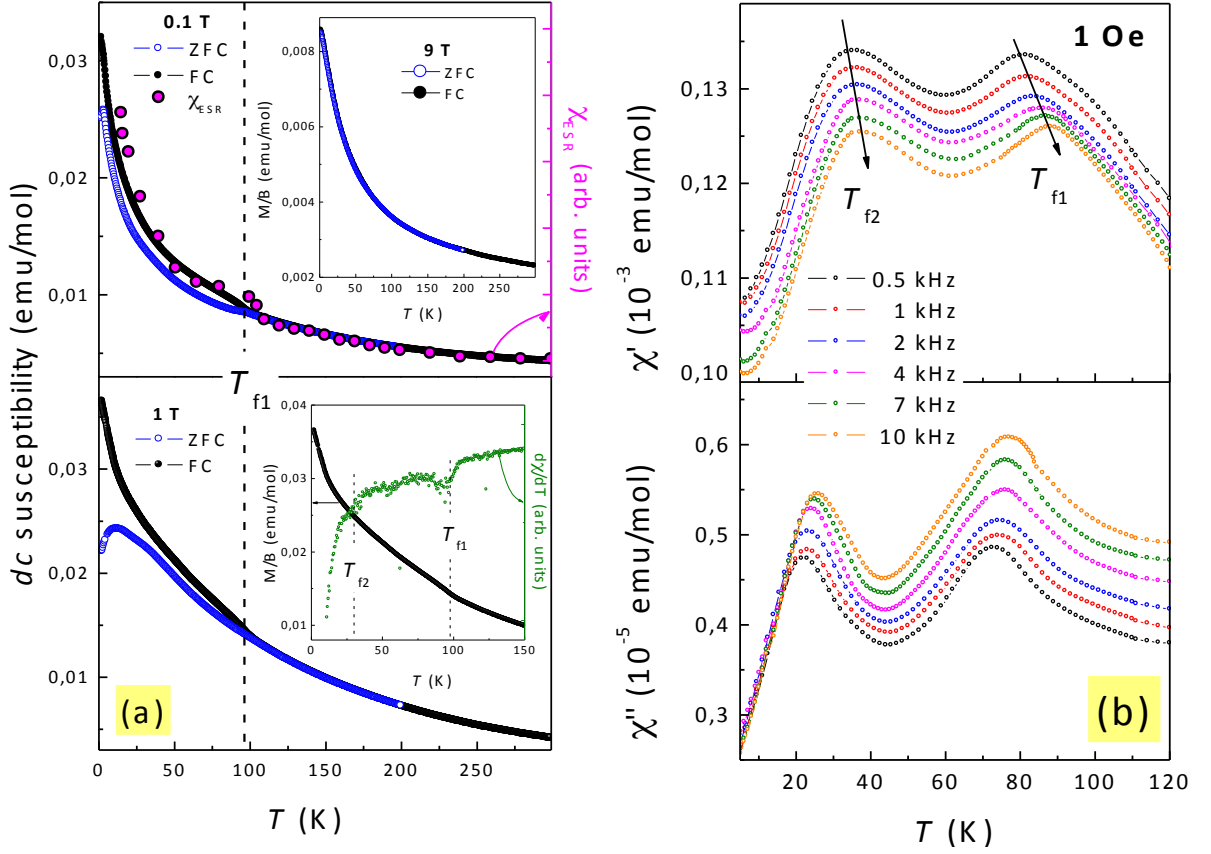 0.1 T
ZFC
FC
χESR
0,03
0,02
0,01
9 T
ZFC
FC
M/B (emu/mol)
0,008
0,006
0,004
0,002
0 50 100 150 200 250
T (K)
χESR (arb. units)
dc susceptibility (emu/mol)
Tf1
1 T
ZFC
FC
0,03
0,02
0,01
0,00
M/B (emu/mol)
0,04
0,03
0,02
0,01
Tf2
Tf1
dχ/dT (arb. units)
0 50 100 150
T (K)
(a)
0 50 100 150 200 250
T (K)
1 Oe
χ' (10-3 emu/mol)
0,13
0,12
0,11
0,10
Tf2
Tf1
0.5 kHz
1 kHz
2 kHz
4 kHz
7 kHz
10 kHz
χ'' (10-5 emu/mol)
0,6
0,5
0,4
0,3
(b)
20 40 60 80 100 120
T (K)